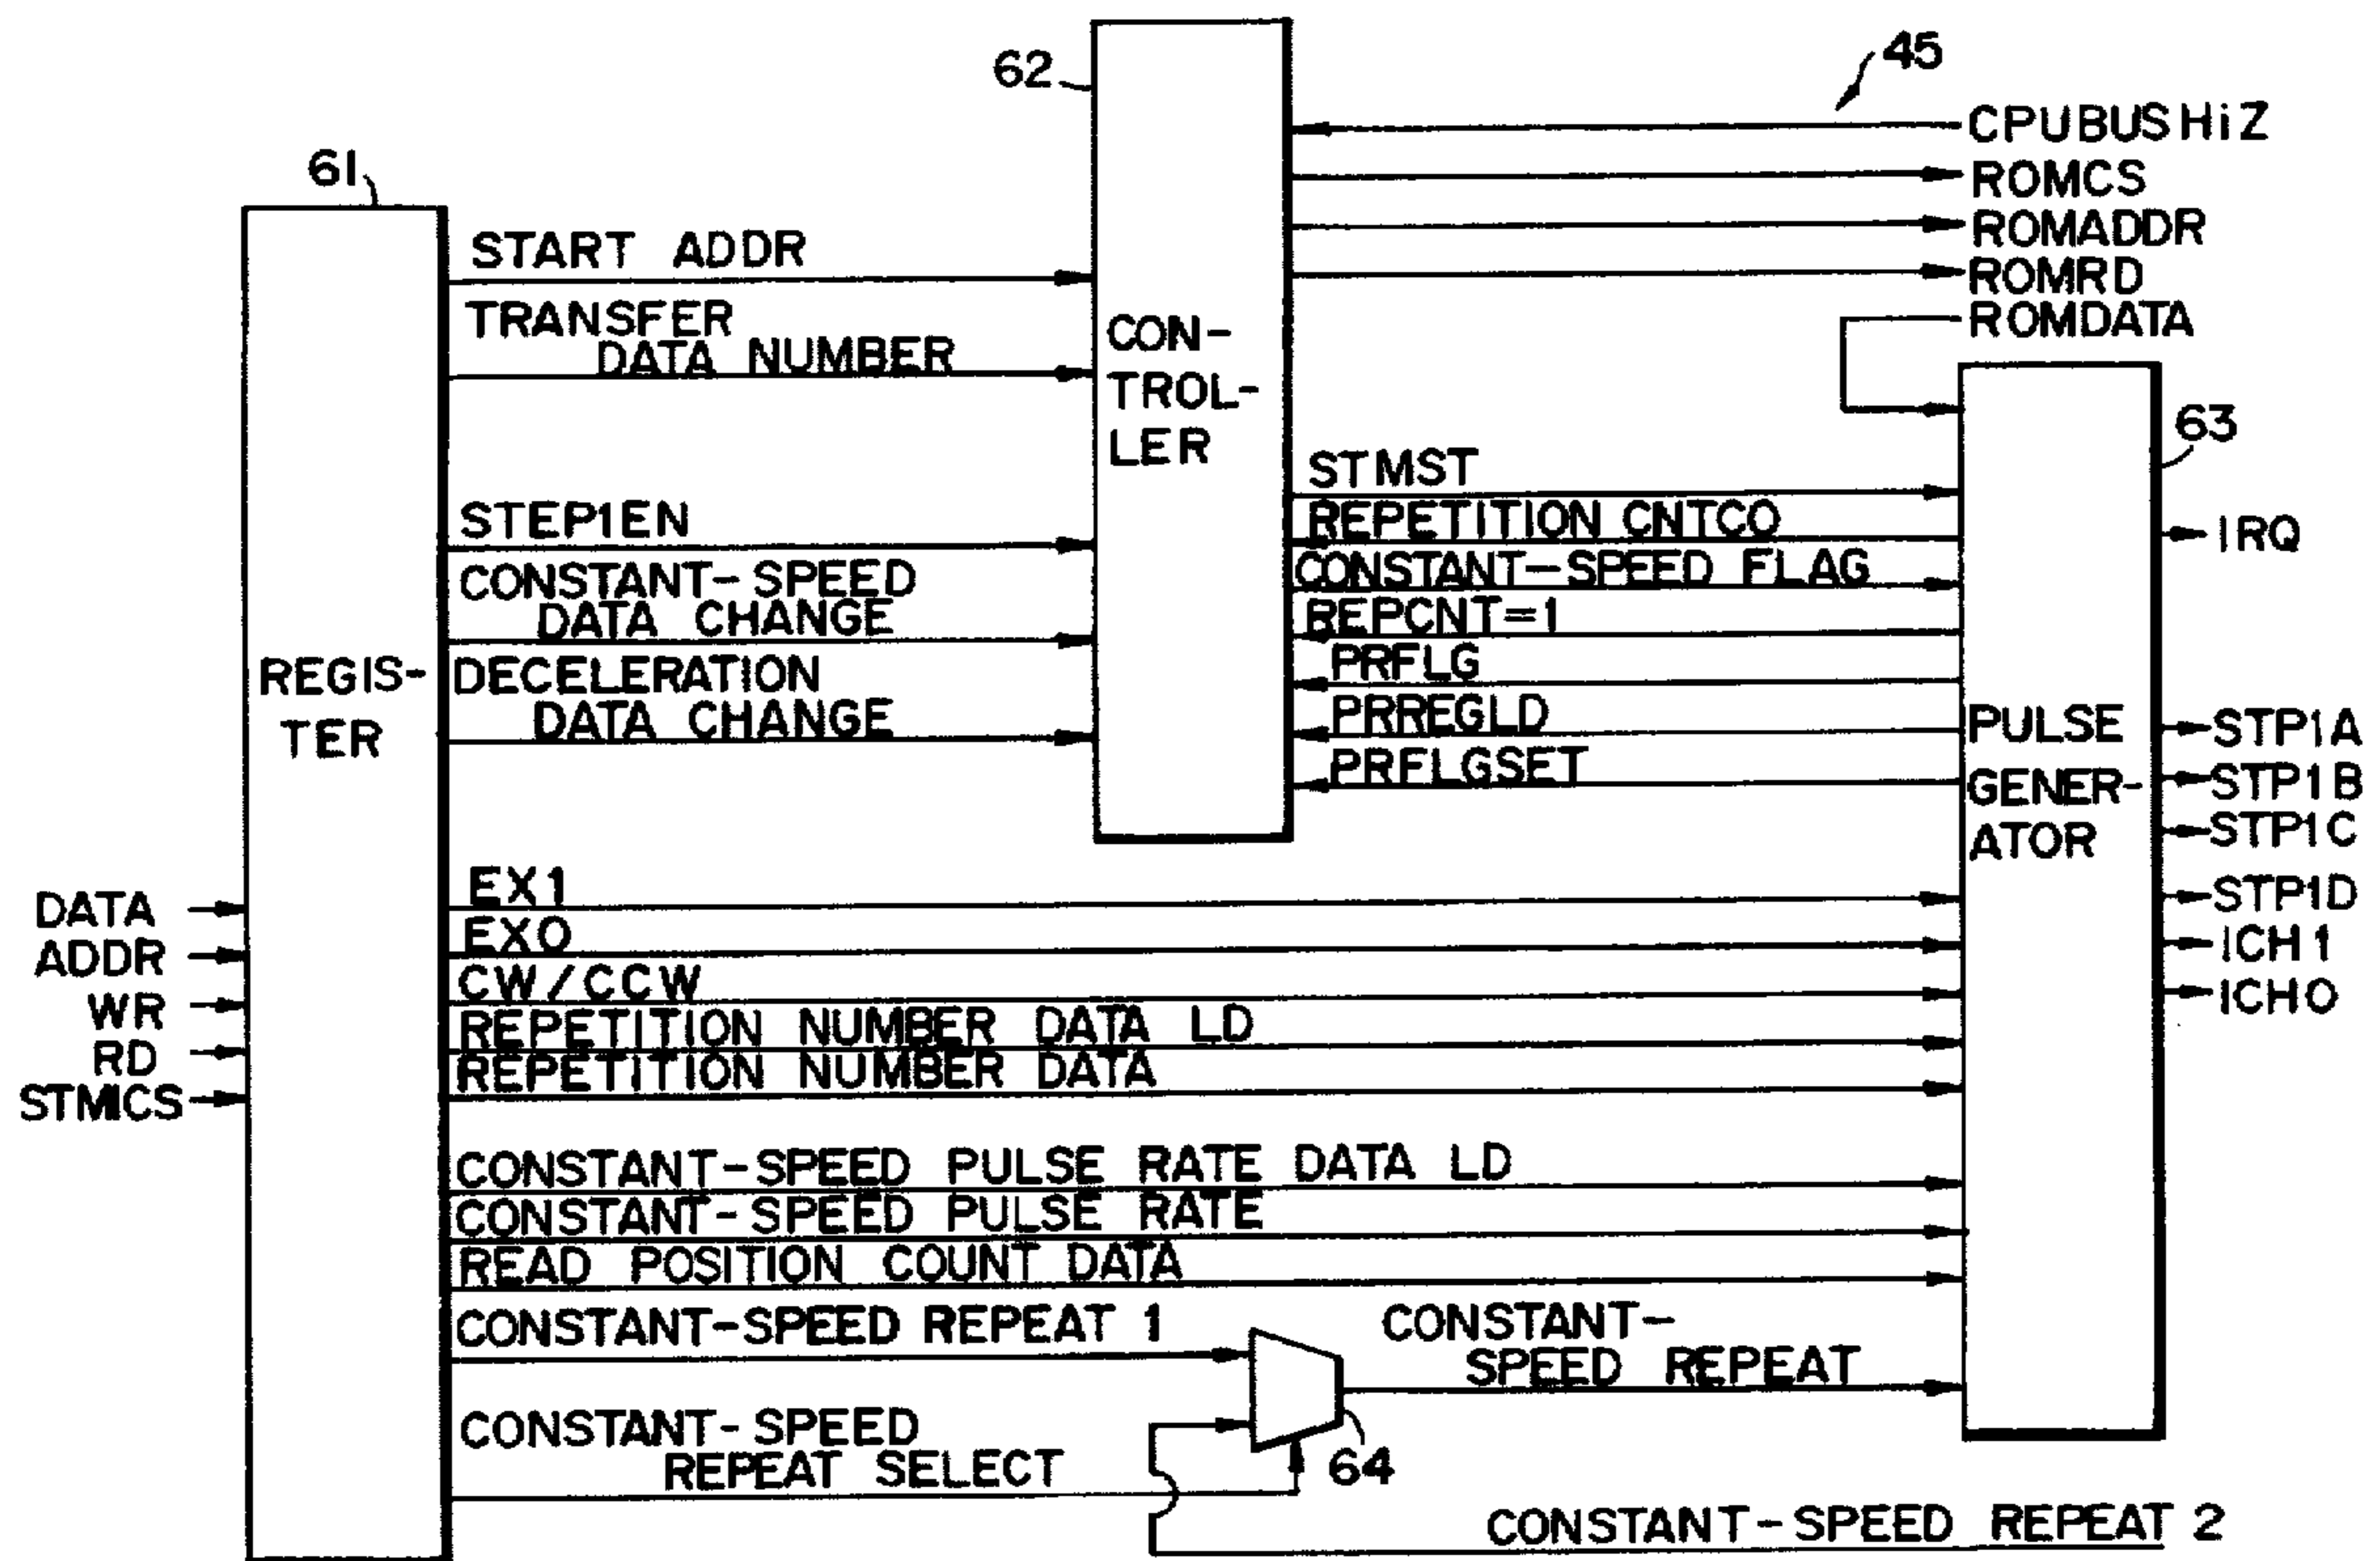 62
45
CPUBUSHiZ
ROMCS
ROMADDR
ROMRD
ROMDATA
61
START ADDR
TRANSFER
DATA NUMBER
STEP1EN
CONSTANT-SPEED
DATA CHANGE
DECELERATION
DATA CHANGE
REGIS-
TER
CON-
TROL-
LER
STMST
REPETITION CNTCO
CONSTANT-SPEED FLAG
REPCNT=1
PRFLG
PRREGLD
PRFLGSET
63
PULSE
GENER-
ATOR
IRQ
STP1A
STP1B
STP1C
STP1D
ICH1
ICH0
DATA
ADDR
WR
RD
STM1CS
EX1
EX0
CW/CCW
REPETITION NUMBER DATA LD
REPETITION NUMBER DATA
CONSTANT-SPEED PULSE RATE DATA LD
CONSTANT-SPEED PULSE RATE
READ POSITION COUNT DATA
CONSTANT-SPEED REPEAT 1
CONSTANT-
SPEED REPEAT
CONSTANT-SPEED
REPEAT SELECT
64
CONSTANT-SPEED REPEAT 2